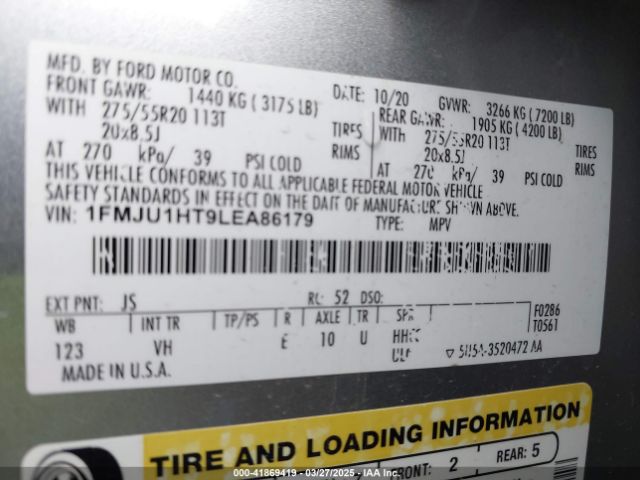 MFD. BY FORD MOTOR CO. DATE: 10/20 GVWR: 3266 KG (7200 LB)
FRONT GAWR: 1440 KG (3175 LB) REAR GAWR: 1905 KG (4200 LB)
WITH 275/55R20 113T TIRES WITH 275/55R20 113T TIRES
20x8.5J RIMS 20x8.5J RIMS
AT 270 kPa/ 39 PSI COLD AT 270 kPa/ 39 PSI COLD
THIS VEHICLE CONFORMS TO ALL APPLICABLE FEDERAL MOTOR VEHICLE
SAFETY STANDARDS IN EFFECT ON THE DATE OF MANUFACTURE SHOWN ABOVE.
VIN: 1FMJU1HT9LEA86179 TYPE: MPV
EXT PNT: JS RC: 52 DSO: F0286
WB INT TR TP/PS R AXLE TR SPR T0561
123 VH E 10 U
MADE IN U.S.A.
TIRE AND LOADING INFORMATION
FRONT: 2 REAR: 5
© - 41869419 - 03/27/2025 - IAA Inc.